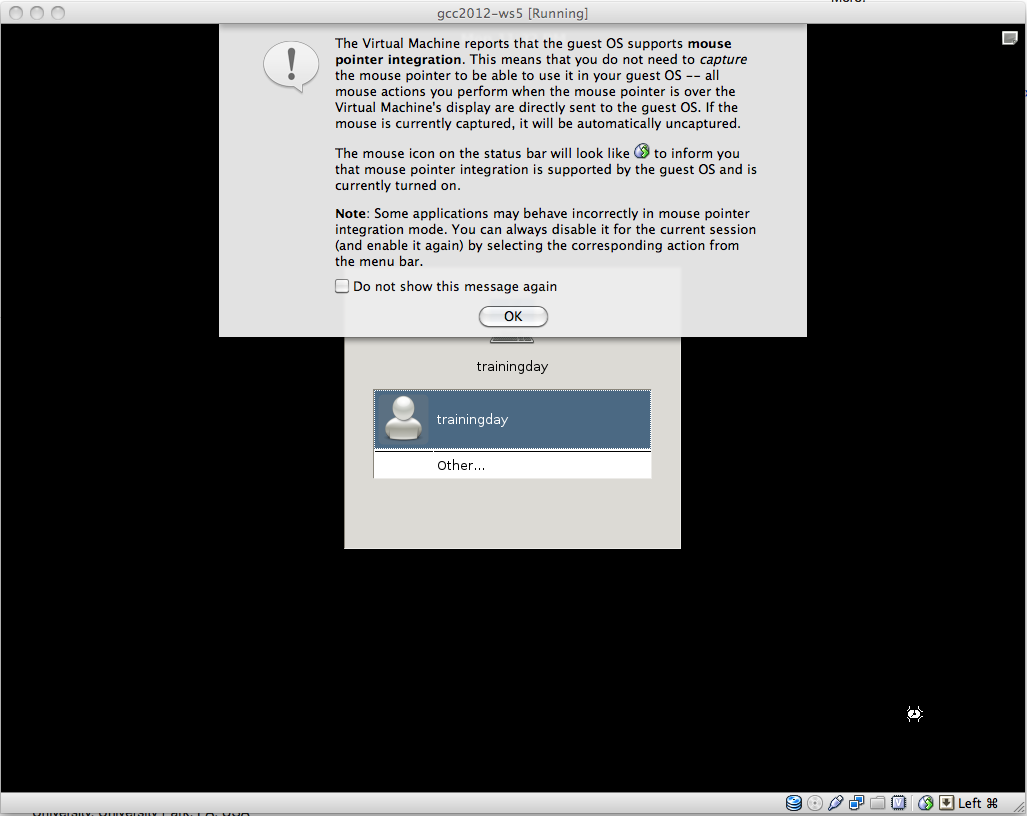 gcc2012-ws5 [Running]
The Virtual Machine reports that the guest OS supports mouse
pointer integration. This means that you do not need to capture
the mouse pointer to be able to use it in your guest OS -- all
mouse actions you perform when the mouse pointer is over the
Virtual Machine's display are directly sent to the guest OS. If the
mouse is currently captured, it will be automatically uncaptured.
The mouse icon on the status bar will look like to inform you
that mouse pointer integration is supported by the guest OS and is
currently turned on.
Note: Some applications may behave incorrectly in mouse pointer
integration mode. You can always disable it for the current session
(and enable it again) by selecting the corresponding action from
the menu bar.
Do not show this message again
OK
trainingday
trainingday
Other...
Left ⌘